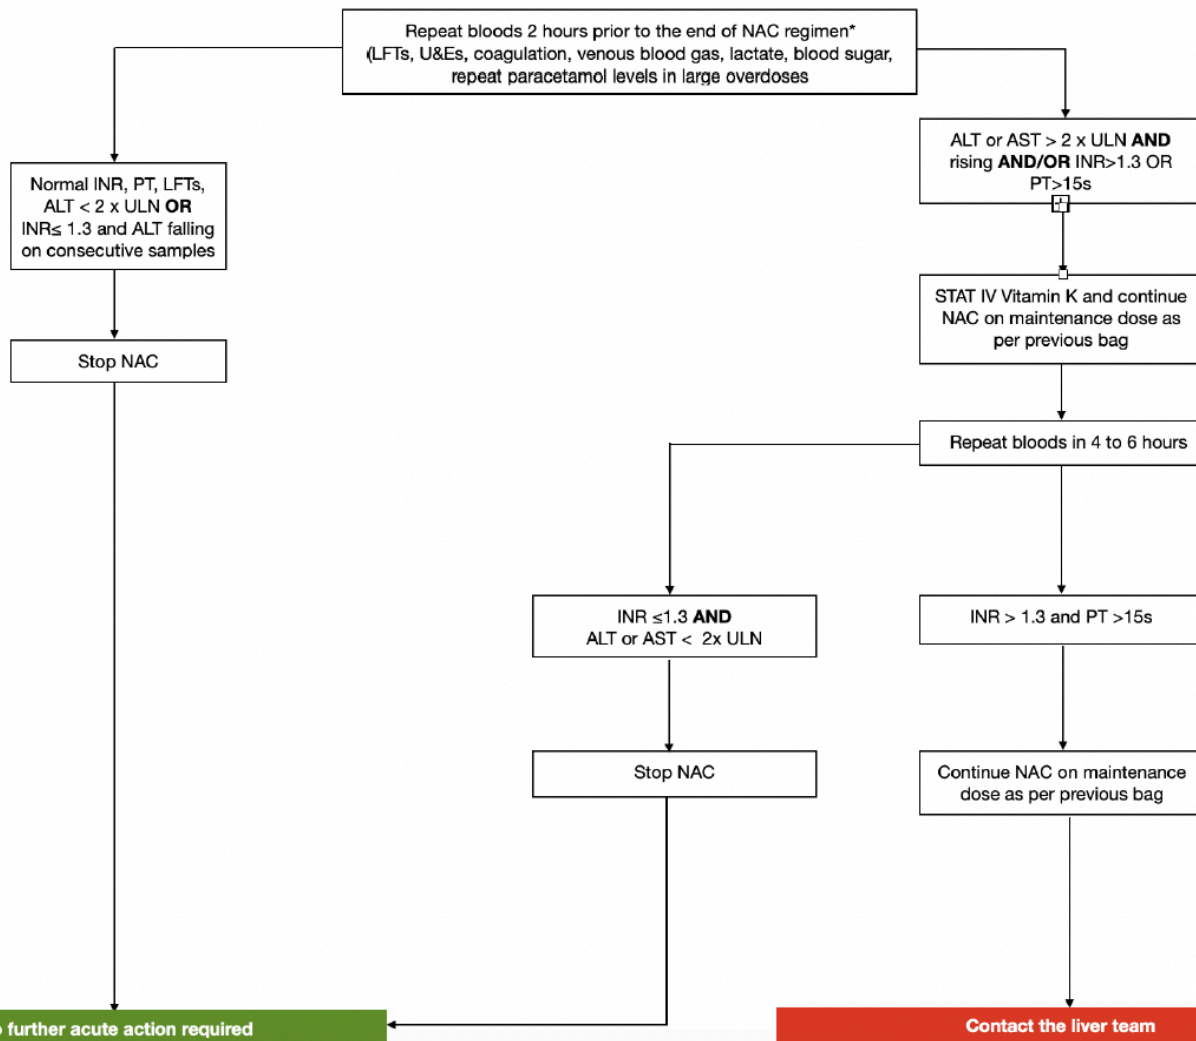 Repeat bloods 2 hours prior to the end of NAC regimen*
(LFTs, U&Es, coagulation, venous blood gas, lactate, blood sugar,
repeat paracetamol levels in large overdoses
ALT or AST > 2 x ULN AND
rising AND/OR INR>1.3 OR
PT>15s
Normal INR, PT, LFTs,
ALT < 2 x ULN OR
INR≤ 1.3 and ALT falling
on consecutive samples
STAT IV Vitamin K and continue
NAC on maintenance dose as
per previous bag
Stop NAC
Repeat bloods in 4 to 6 hours
INR ≤1.3 AND
ALT or AST < 2x ULN
INR > 1.3 and PT >15s
Stop NAC
Continue NAC on maintenance
dose as per previous bag
further acute action required
Contact the liver team